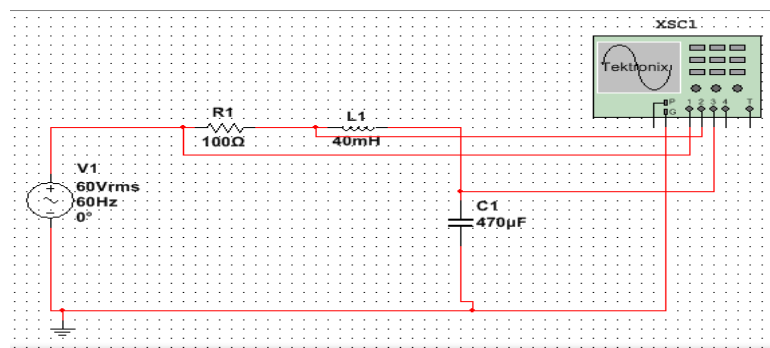 XSC1
Tektronix
P
G
1 2 3 4 T
R1
100Ω
L1
40mH
V1
60Vrms
60Hz
0°
C1
470µF